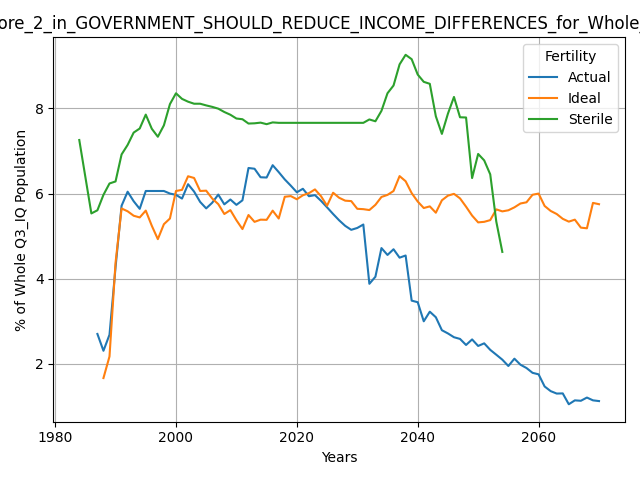 ore_2_in_GOVERNMENT_SHOULD_REDUCE_INCOME_DIFFERENCES_for_Whole_
Fertility
Actual
Ideal
Sterile
% of Whole Q3_IQ Population
8
6
4
2
1980 2000 2020 2040 2060
Years